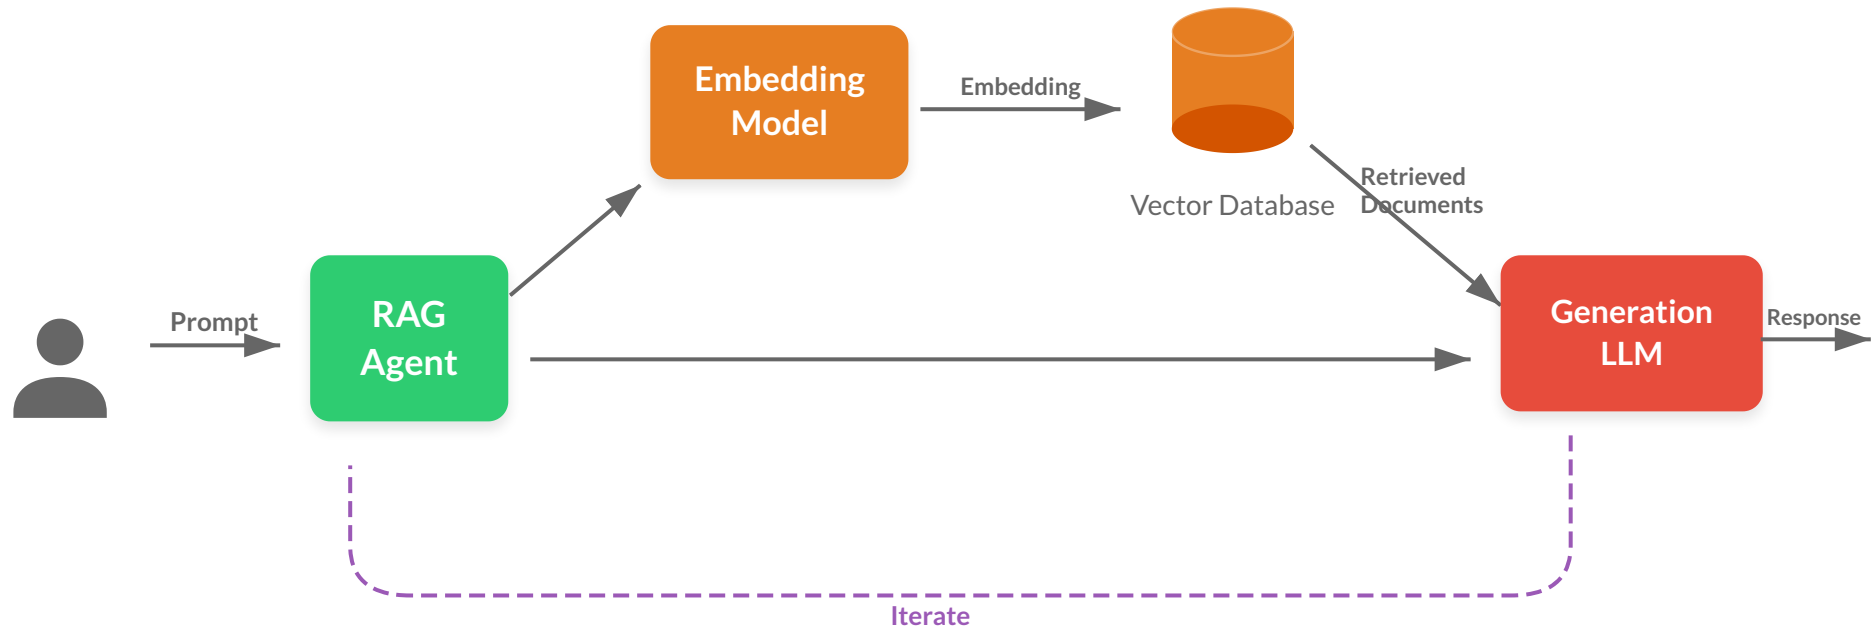 Embedding
Model
Embedding
Vector Database
Retrieved
Documents
Prompt
RAG
Agent
Generation
LLM
Response
Iterate